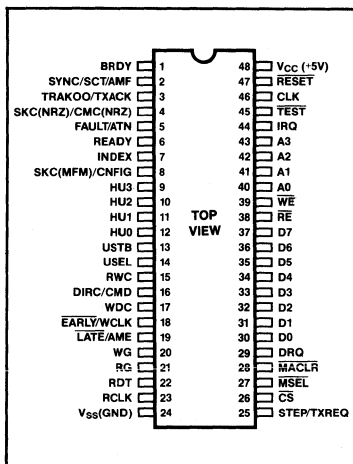 BRDY 1 48 VCC (+5V)
SYNC/SCT/AMF 2 47 RESET
TRAKOO/TXACK 3 46 CLK
SKC(NRZ)/CMC(NRZ) 4 45 TEST
FAULT/ATN 5 44 IRQ
READY 6 43 A3
INDEX 7 42 A2
SKC(MFM)/CNFIG 8 41 A1
HU3 9 40 A0
HU2 10 39 WE
HU1 11 TOP 38 RE
HU0 12 VIEW 37 D7
USTB 13 36 D6
USEL 14 35 D5
RWC 15 34 D4
DIRC/CMD 16 33 D3
WDC 17 32 D2
EARLY/WCLK 18 31 D1
LATE/AME 19 30 D0
WG 20 29 DRQ
RG 21 28 MACLR
RDT 22 27 MSEL
RCLK 23 26 CS
VSS(GND) 24 25 STEP/TXREQ